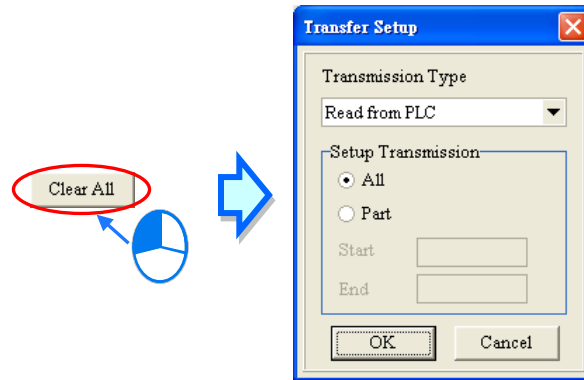 Clear All
Transfer Setup
Transmission Type
Read from PLC
Setup Transmission
All
Part
Start
End
OK
Cancel